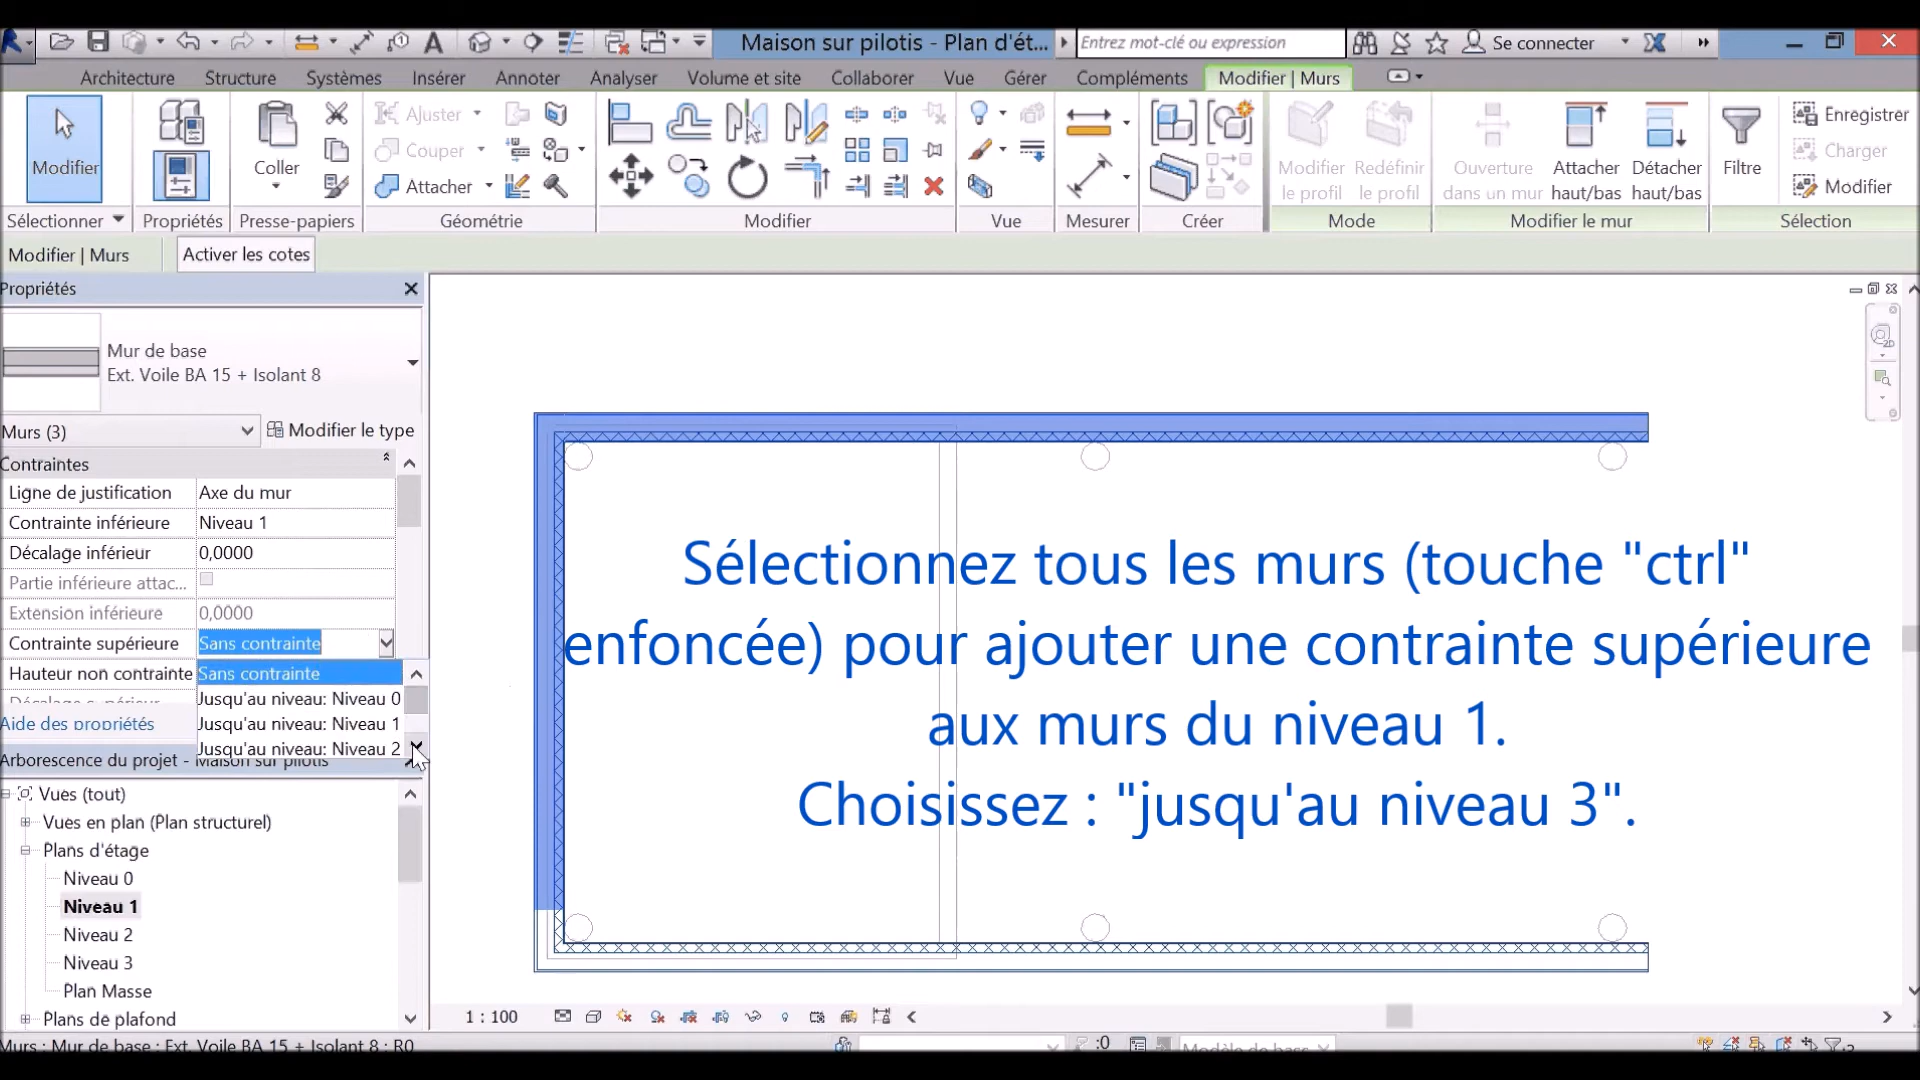 Maison sur pilotis - Plan d'ét...
Entrez mot-clé ou expression
Se connecter
Architecture Structure Systèmes Insérer Annoter Analyser Volume et site Collaborer Vue Gérer Compléments Modifier | Murs
Modifier
Coller
Ajuster
Couper
Attacher
Modifier le profil
Redéfinir le profil
Ouverture dans un mur
Attacher haut/bas
Détacher haut/bas
Filtre
Enregistrer
Charger
Modifier
Sélectionner Propriétés Presse-papiers Géométrie Modifier Vue Mesurer Créer Mode Modifier le mur Sélection
Modifier | Murs Activer les cotes
Propriétés
Mur de base
Ext. Voile BA 15 + Isolant 8
Murs (3) Modifier le type
Contraintes
Ligne de justification Axe du mur
Contrainte inférieure Niveau 1
Décalage inférieur 0,0000
Partie inférieure attac...
Extension inférieure 0,0000
Contrainte supérieure Sans contrainte
Hauteur non contrainte Sans contrainte
Jusqu'au niveau: Niveau 0
Aide des propriétés Jusqu'au niveau: Niveau 1
Jusqu'au niveau: Niveau 2
Arborescence du projet - Maison sur pilotis
Vues (tout)
Vues en plan (Plan structurel)
Plans d'étage
Niveau 0
Niveau 1
Niveau 2
Niveau 3
Plan Masse
Plans de plafond
Sélectionnez tous les murs (touche "ctrl"
enfoncée) pour ajouter une contrainte supérieure
aux murs du niveau 1.
Choisissez : "jusqu'au niveau 3".
1 : 100
Murs : Mur de base : Ext. Voile BA 15 + Isolant 8 : R0
:0
Modèle de base